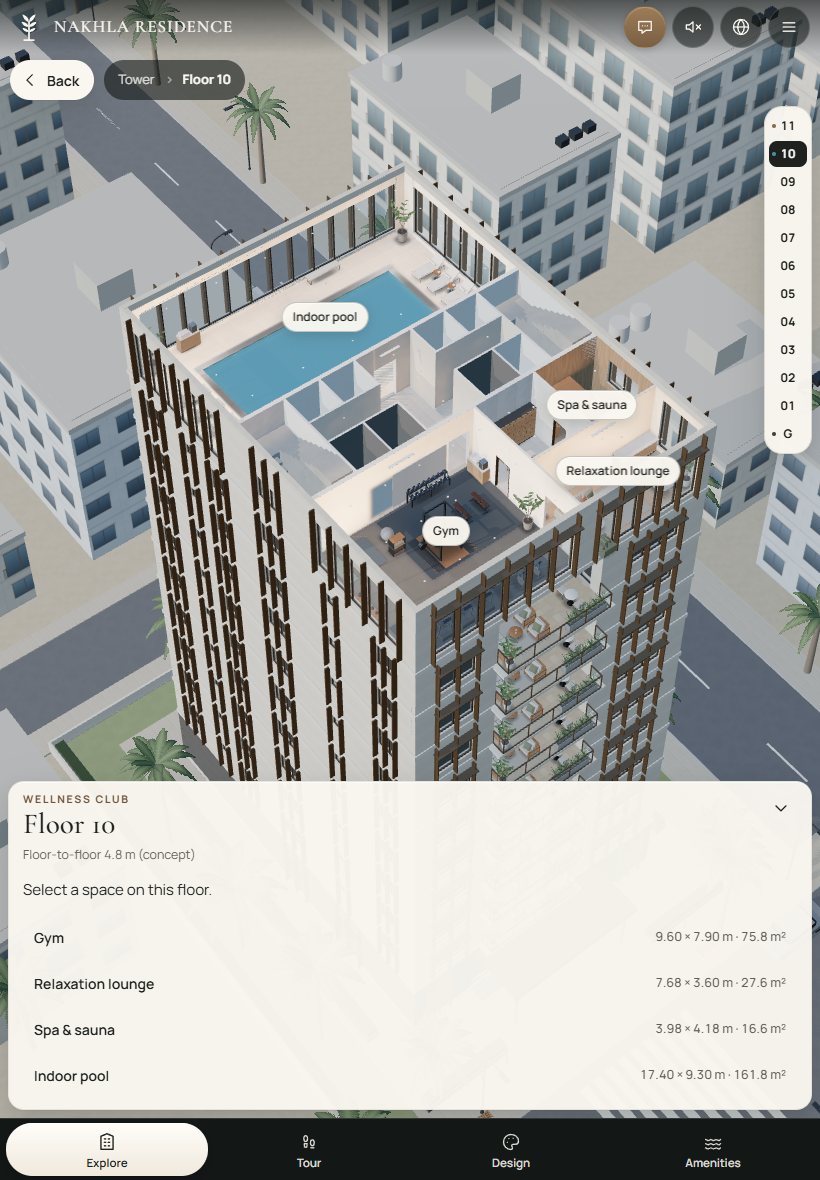 NAKHLA RESIDENCE
Back
Tower › Floor 10
11
10
09
08
07
06
05
04
03
02
01
G
Indoor pool
Spa & sauna
Relaxation lounge
Gym
WELLNESS CLUB
Floor 10
Floor-to-floor 4.8 m (concept)
Select a space on this floor.
Gym 9.60 × 7.90 m · 75.8 m²
Relaxation lounge 7.68 × 3.60 m · 27.6 m²
Spa & sauna 3.98 × 4.18 m · 16.6 m²
Indoor pool 17.40 × 9.30 m · 161.8 m²
Explore Tour Design Amenities